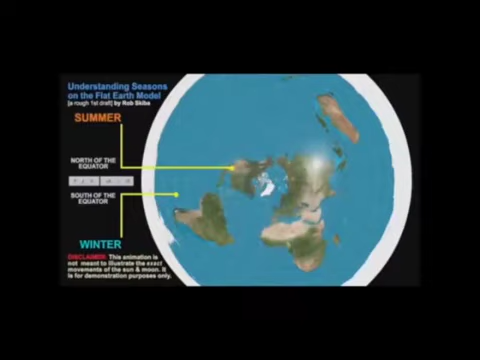 Understanding Seasons
on the Flat Earth Model
[a rough 1st draft] by Rob Skiba
SUMMER
NORTH OF THE
EQUATOR
SOUTH OF THE
EQUATOR
WINTER
DISCLAIMER: This animation is
not meant to illustrate the exact
movements of the sun & moon. It
is for demonstration purposes only.